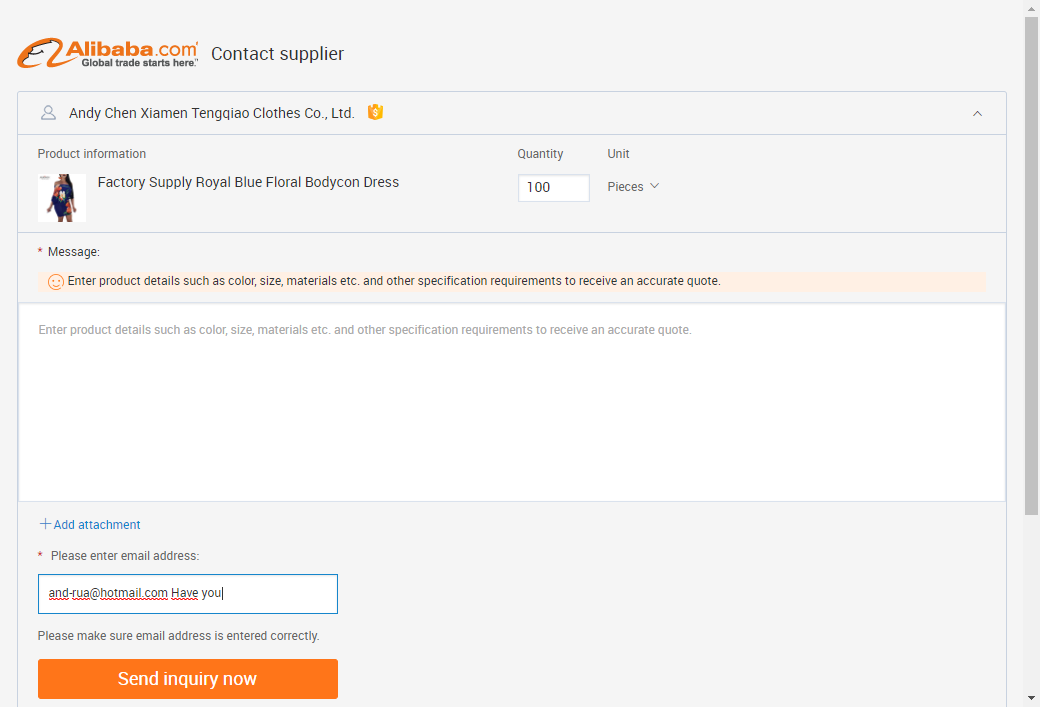 Alibaba.com
Global trade starts here.™
Contact supplier
Andy Chen Xiamen Tengqiao Clothes Co., Ltd.
Product information
Quantity
Unit
Factory Supply Royal Blue Floral Bodycon Dress
100
Pieces
* Message:
Enter product details such as color, size, materials etc. and other specification requirements to receive an accurate quote.
Enter product details such as color, size, materials etc. and other specification requirements to receive an accurate quote.
Add attachment
* Please enter email address:
and-rua@hotmail.com Have you
Please make sure email address is entered correctly.
Send inquiry now